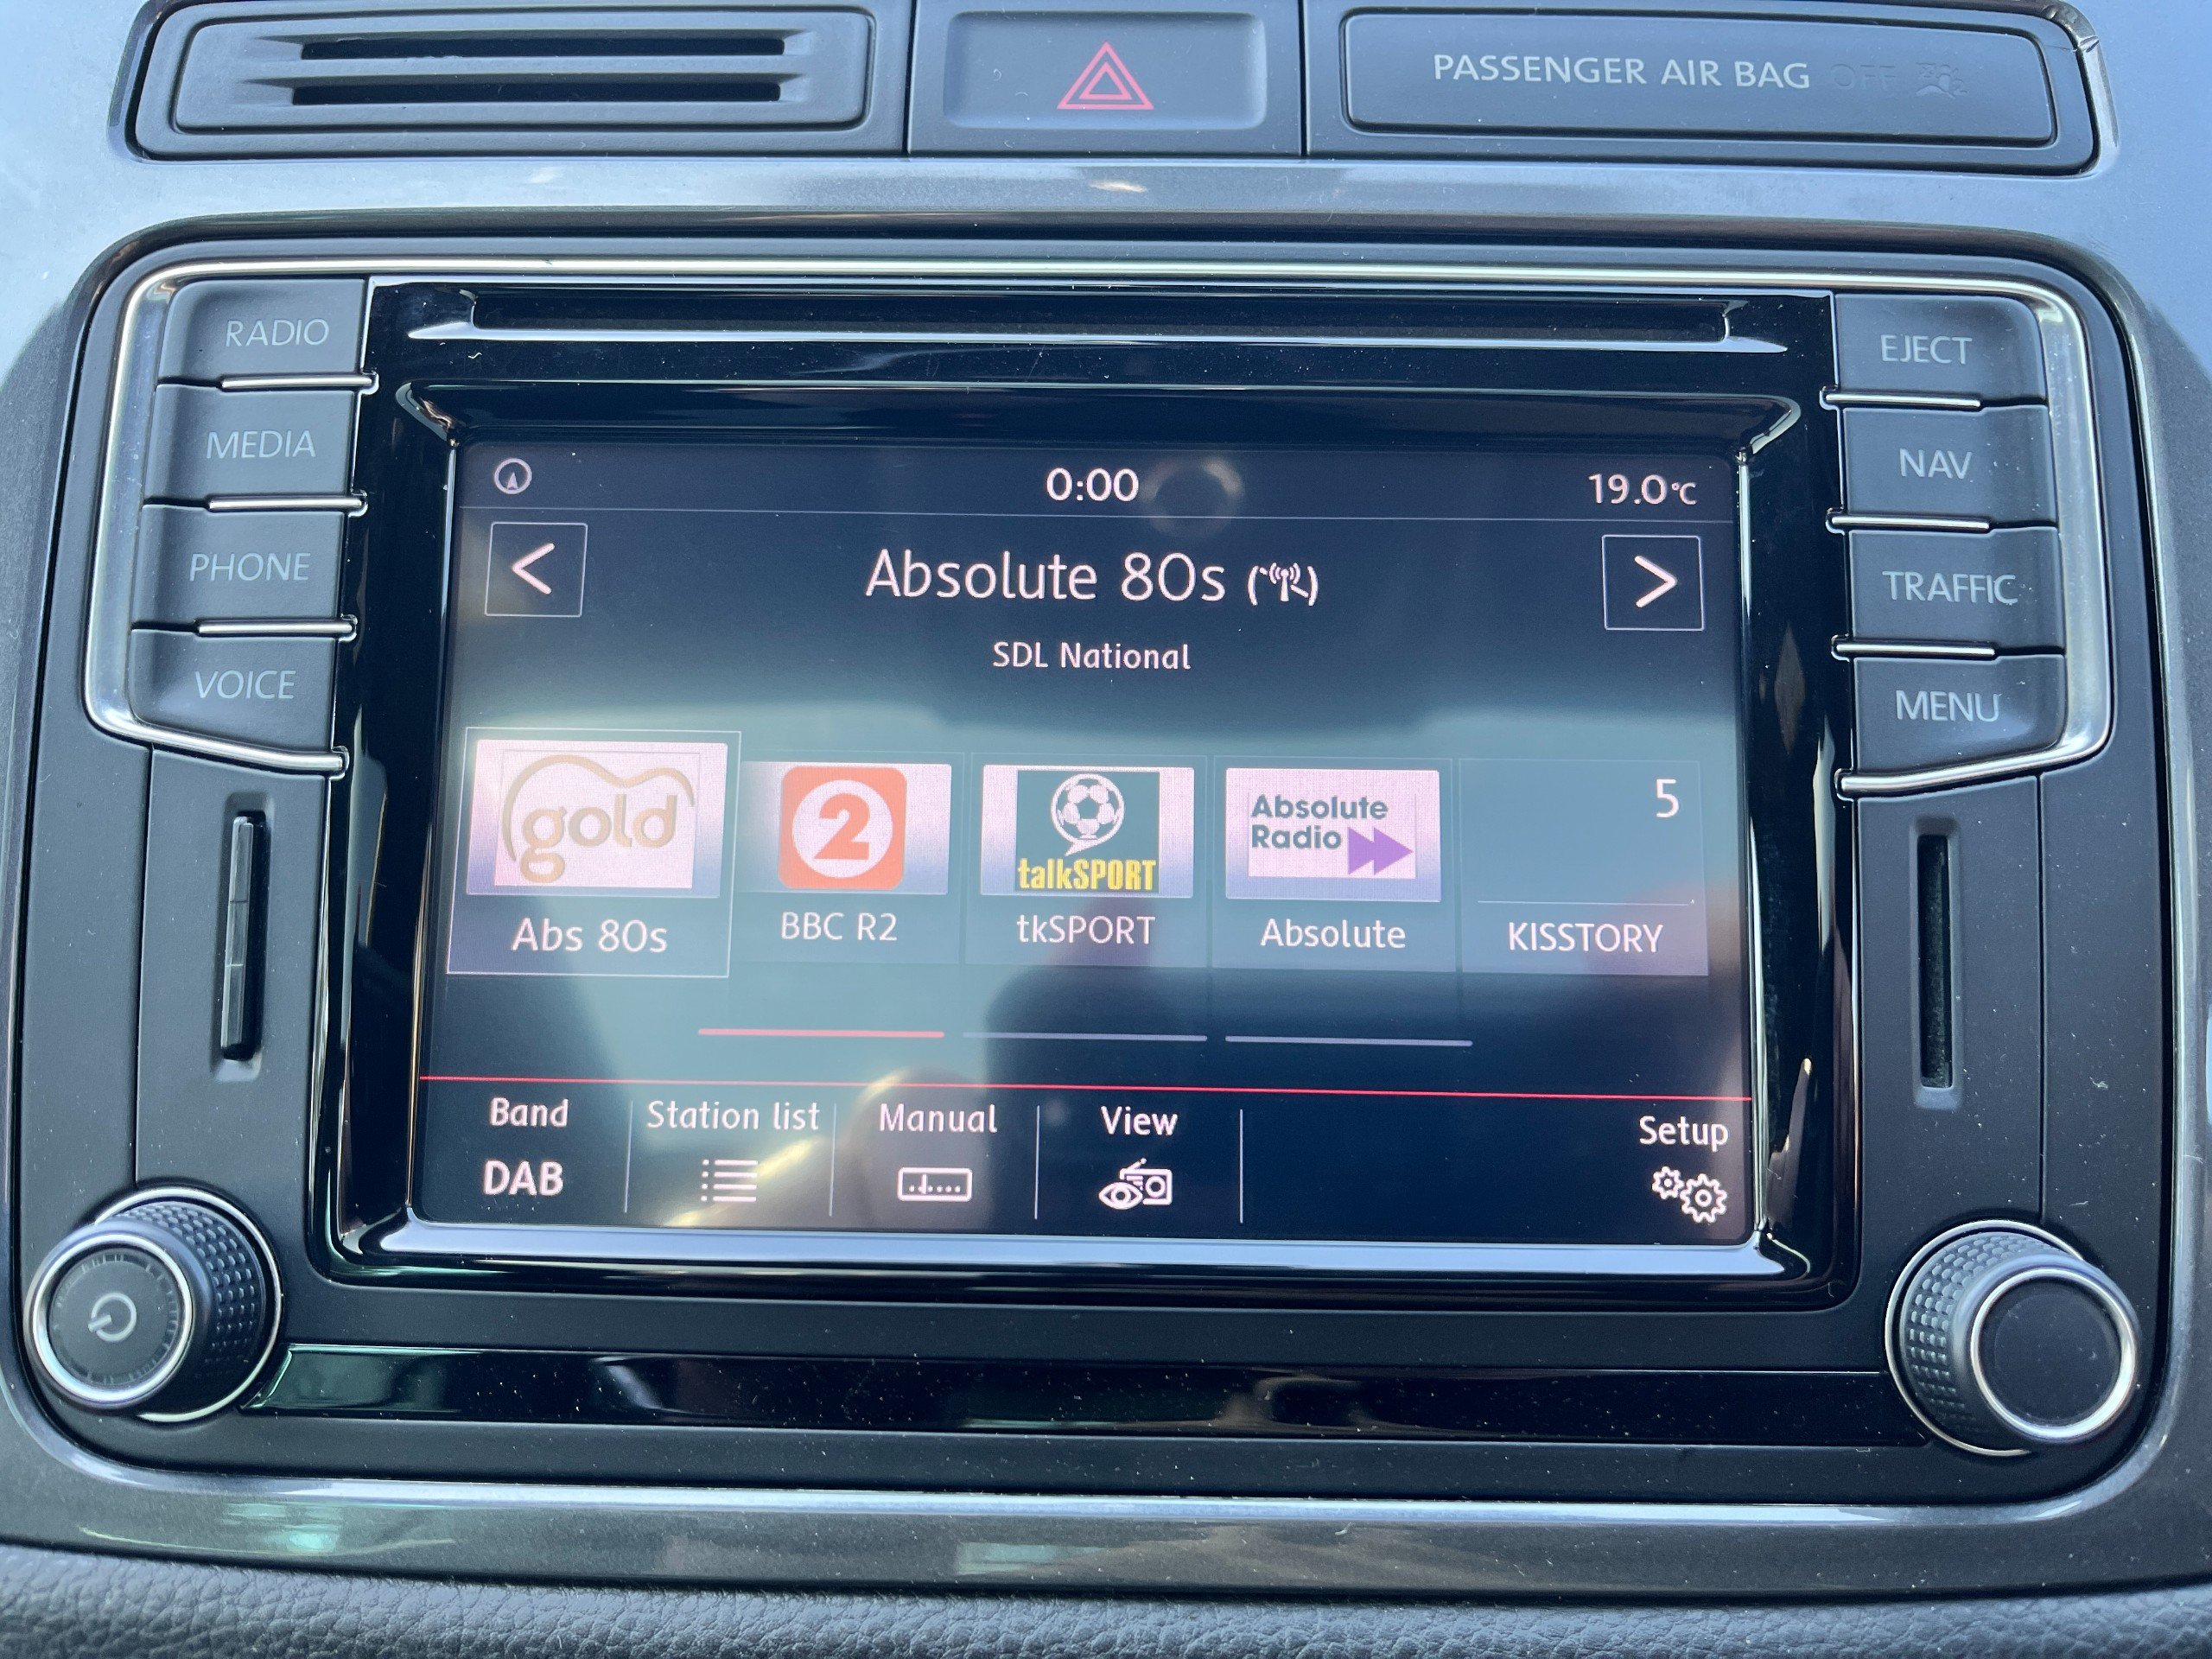 PASSENGER AIR BAG OFF
RADIO
MEDIA
PHONE
VOICE
EJECT
NAV
TRAFFIC
MENU
0:00
19.0°C
<
Absolute 80s
>
SDL National
gold
2
talkSPORT
Absolute
Radio
5
Abs 80s
BBC R2
tkSPORT
Absolute
KISSTORY
Band
Station list
Manual
View
Setup
DAB